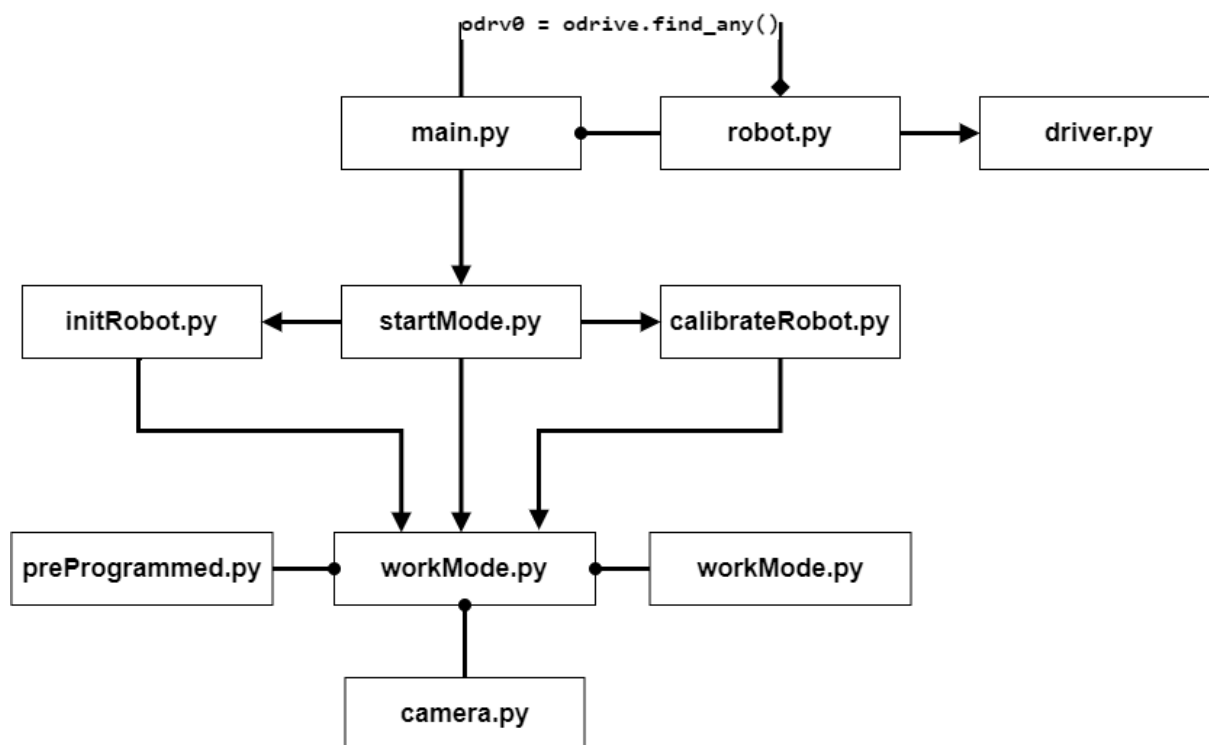 odrv0 = odrive.find_any()
main.py
robot.py
driver.py
initRobot.py
startMode.py
calibrateRobot.py
preProgrammed.py
workMode.py
workMode.py
camera.py